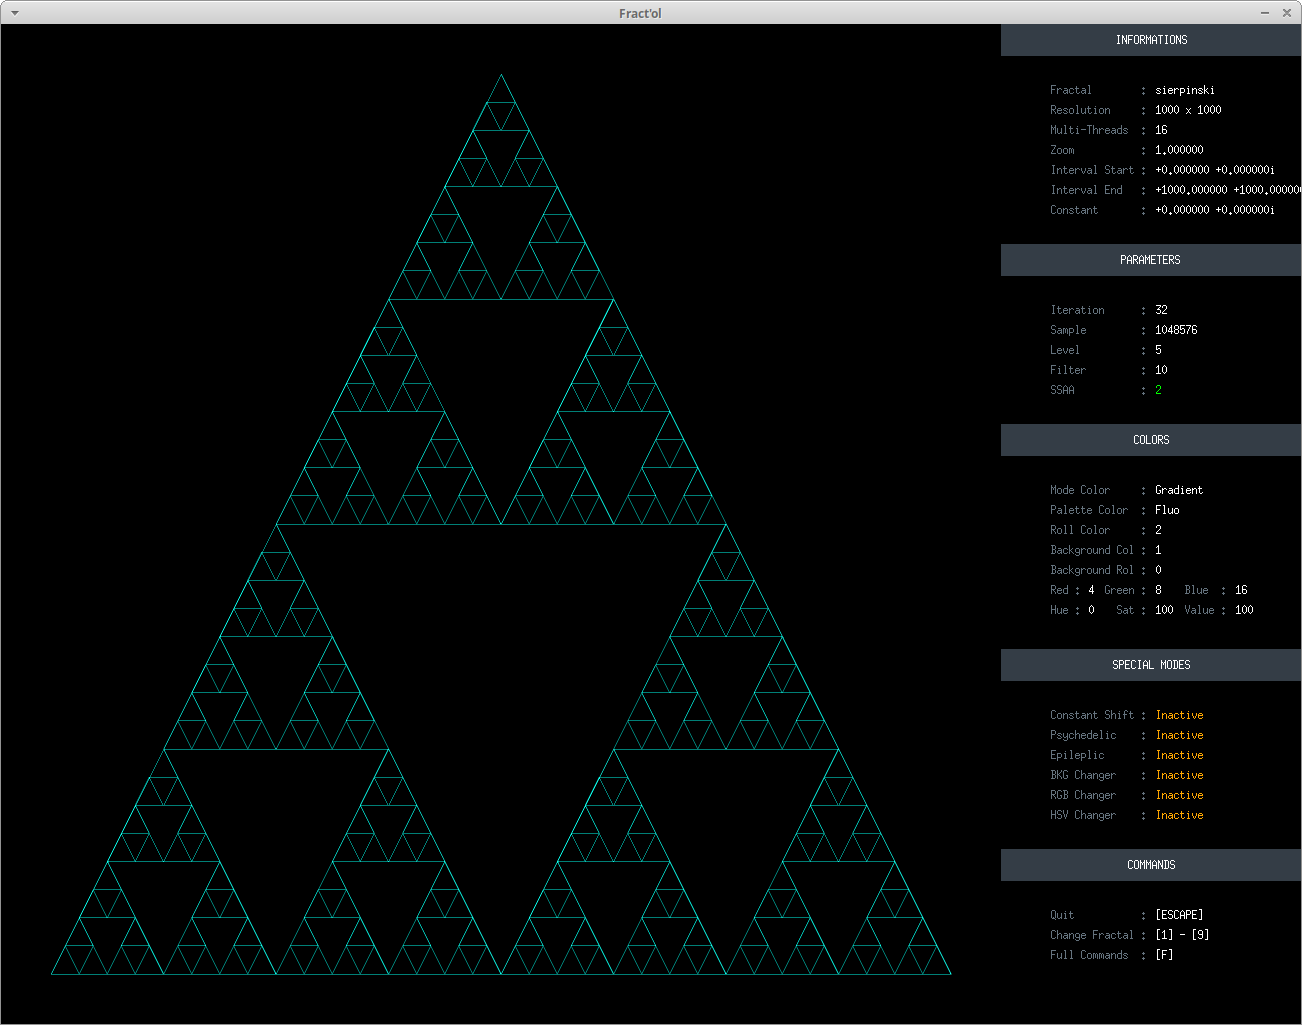 Fract'ol
INFORMATIONS
Fractal : sierpinski
Resolution : 1000 x 1000
Multi-Threads : 16
Zoom : 1.000000
Interval Start : +0.000000 +0.000000i
Interval End : +1000.000000 +1000.00000
Constant : +0.000000 +0.000000i
PARAMETERS
Iteration : 32
Sample : 1048576
Level : 5
Filter : 10
SSAA : 2
COLORS
Mode Color : Gradient
Palette Color : Fluo
Roll Color : 2
Background Col : 1
Background Rol : 0
Red : 4 Green : 8 Blue : 16
Hue : 0 Sat : 100 Value : 100
SPECIAL MODES
Constant Shift : Inactive
Psychedelic : Inactive
Epileplic : Inactive
BKG Changer : Inactive
RGB Changer : Inactive
HSV Changer : Inactive
COMMANDS
Quit : [ESCAPE]
Change Fractal : [1] - [9]
Full Commands : [F]